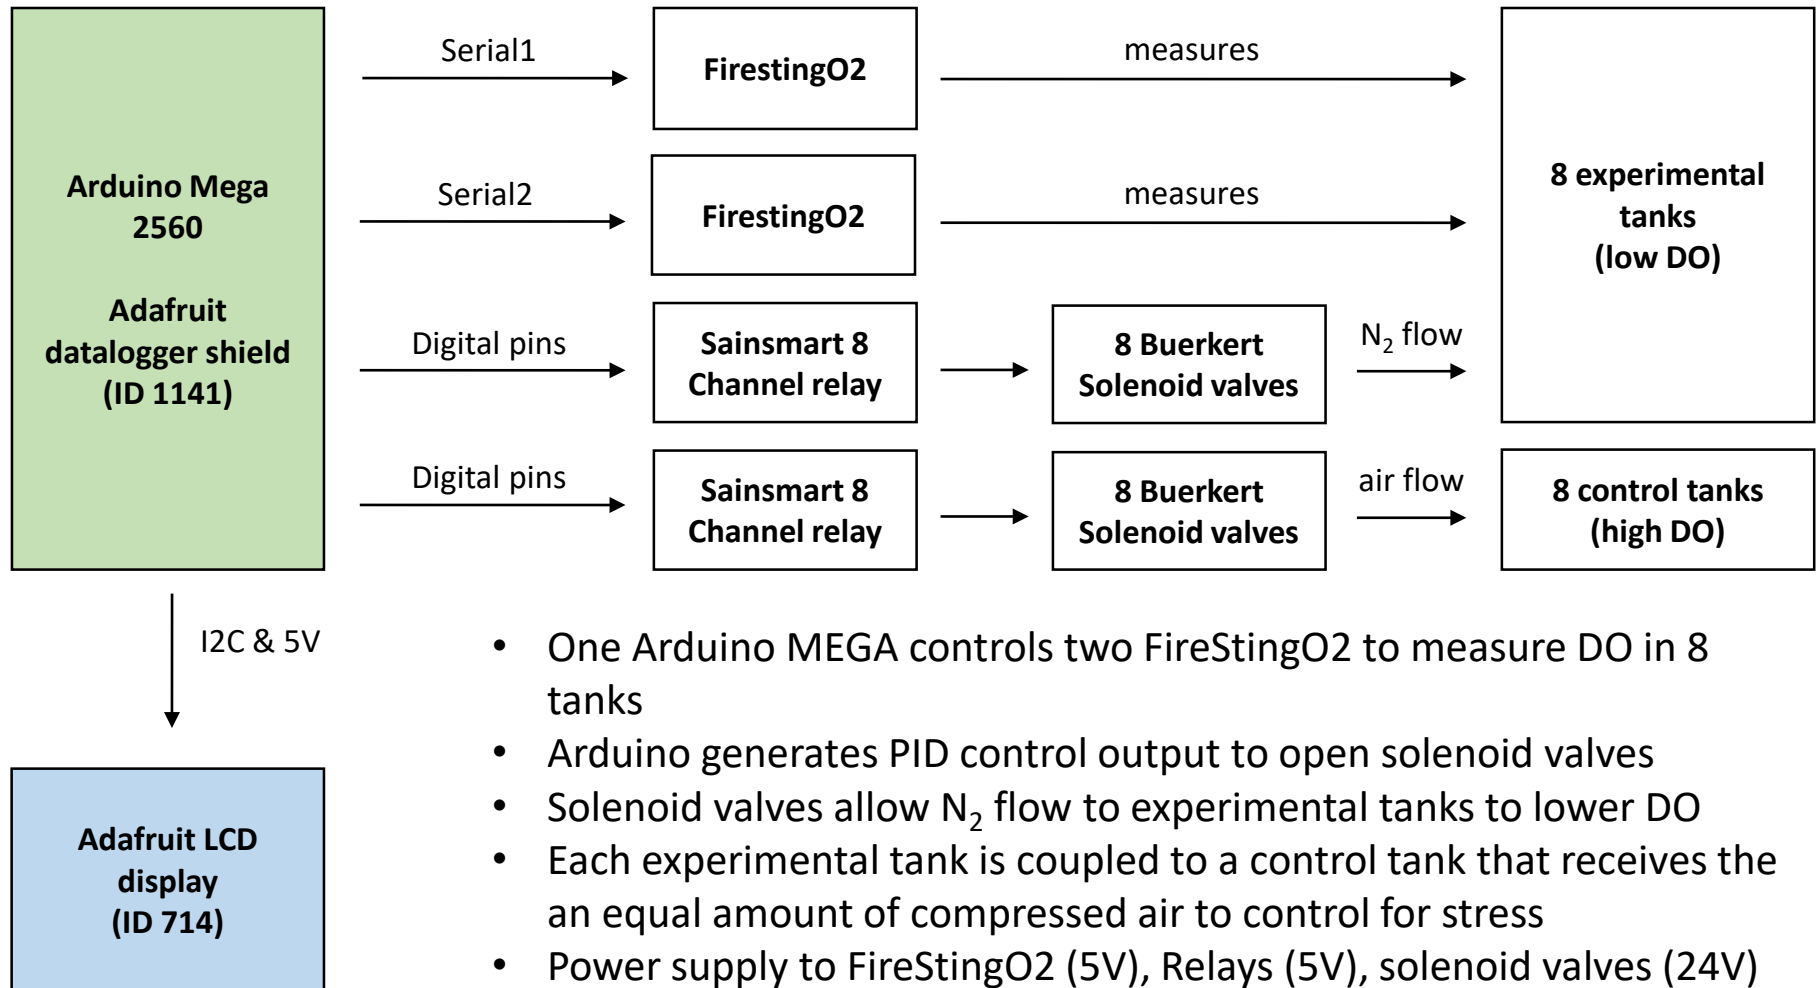 Arduino Mega
2560
Adafruit
datalogger shield
(ID 1141)
Serial1
FirestingO2
measures
Serial2
FirestingO2
measures
8 experimental
tanks
(low DO)
Digital pins
Sainsmart 8
Channel relay
8 Buerkert
Solenoid valves
N₂ flow
Digital pins
Sainsmart 8
Channel relay
8 Buerkert
Solenoid valves
air flow
8 control tanks
(high DO)
I2C & 5V
Adafruit LCD
display
(ID 714)
• One Arduino MEGA controls two FireStingO2 to measure DO in 8
tanks
• Arduino generates PID control output to open solenoid valves
• Solenoid valves allow N₂ flow to experimental tanks to lower DO
• Each experimental tank is coupled to a control tank that receives the
an equal amount of compressed air to control for stress
• Power supply to FireStingO2 (5V), Relays (5V), solenoid valves (24V)